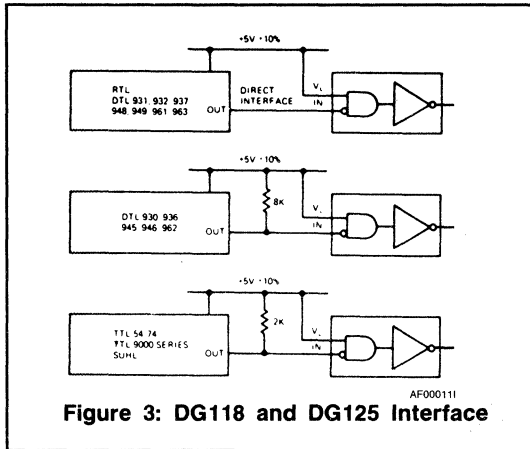 +5V ·10%
RTL
DTL 931, 932 937
948, 949 961 963
OUT
DIRECT
INTERFACE
VL
IN
+5V ·10%
8K
DTL 930 936
945 946 962
OUT
VL
IN
+5V ·10%
2K
TTL 54 74
TTL 9000 SERIES
SUHL
OUT
VL
IN
AF00011I
Figure 3: DG118 and DG125 Interface